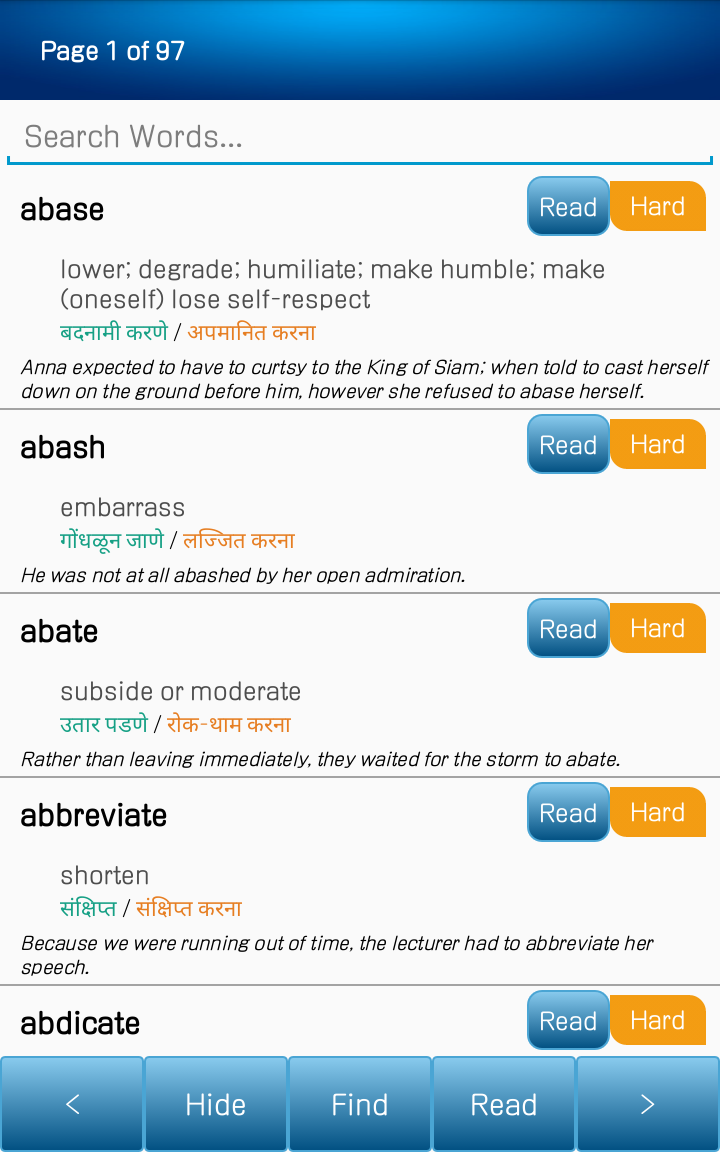 Page 1 of 97
Search Words...
abase
Read
Hard
lower; degrade; humiliate; make humble; make
(oneself) lose self-respect
बदनामी करणे / अपमानित करना
Anna expected to have to curtsy to the King of Siam; when told to cast herself
down on the ground before him, however she refused to abase herself.
abash
Read
Hard
embarrass
गोंधळून जाणे / लज्जित करना
He was not at all abashed by her open admiration.
abate
Read
Hard
subside or moderate
उतार पडणे / रोक-थाम करना
Rather than leaving immediately, they waited for the storm to abate.
abbreviate
Read
Hard
shorten
संक्षिप्त / संक्षिप्त करना
Because we were running out of time, the lecturer had to abbreviate her
speech.
abdicate
Read
Hard
<
Hide
Find
Read
>